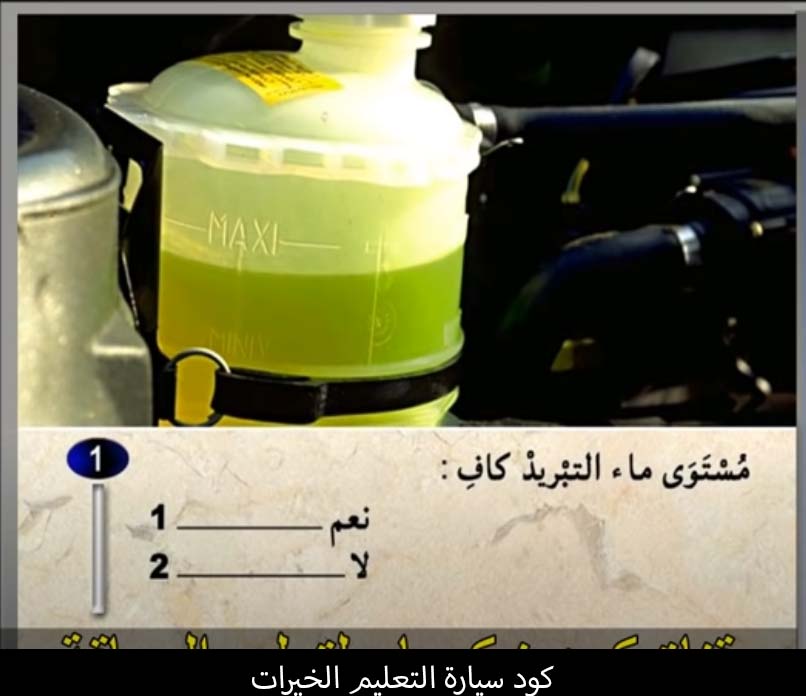 MAXI
MINI
1
مُسْتَوَى ماء التبْريدْ كافِ :
نعم 1
لا 2
كود سيارة التعليم الخيرات